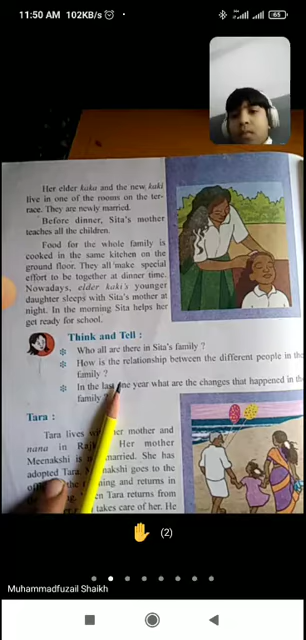 11:50 AM 102KB/s
65
Her elder kaka and the new kaki
live in one of the rooms on the ter-
race. They are newly married.
Before dinner, Sita's mother
teaches all the children.
Food for the whole family is
cooked in the same kitchen on the
ground floor. They all make special
effort to be together at dinner time.
Nowadays, elder kaki's younger
daughter sleeps with Sita's mother at
night. In the morning Sita helps her
get ready for school.
Think and Tell :
Who all are there in Sita's family ?
How is the relationship between the different people in the
family ?
In the last one year what are the changes that happened in the
family ?
Tara :
Tara lives her mother and
nana in Her mother
Meenakshi is married. She has
adopted Tara. goes to the
the and returns in
Tara returns from
takes care of her. He
(2)
Muhammadfuzail Shaikh